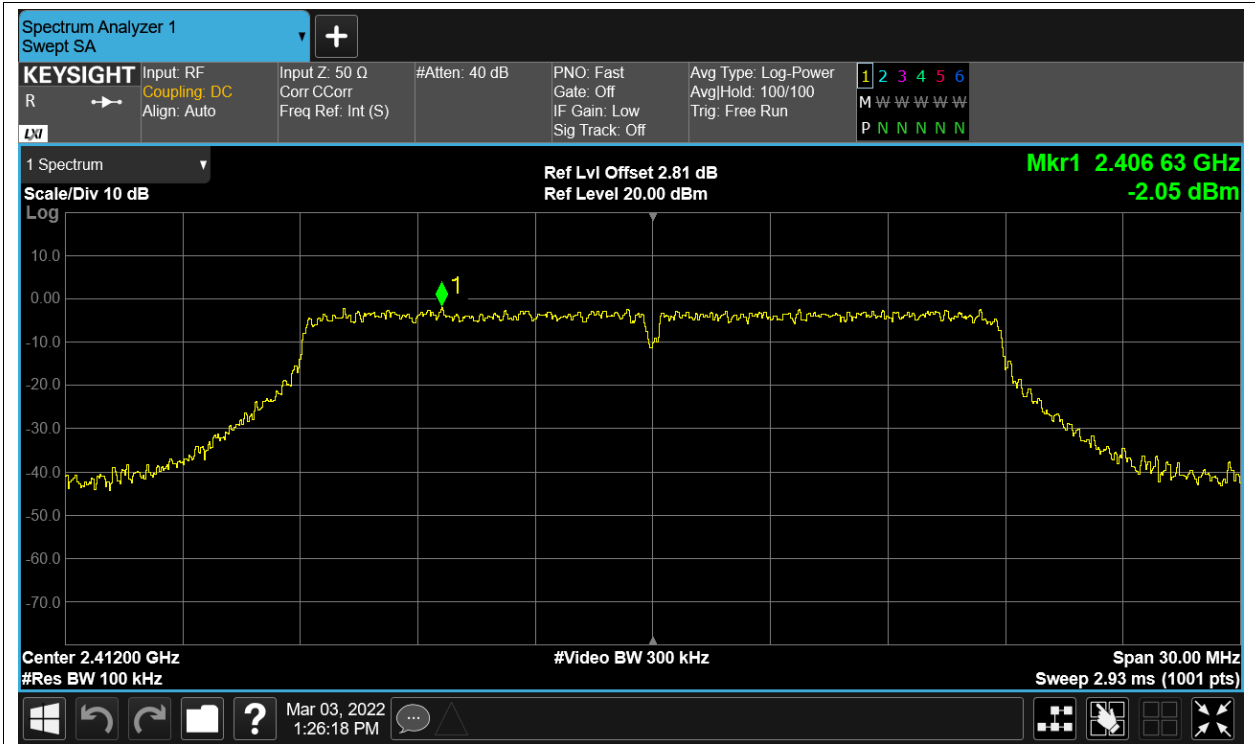 Spectrum Analyzer 1
Swept SA
KEYSIGHT
R
LXI
Input: RF
Coupling: DC
Align: Auto
Input Z: 50 Ω
Corr CCorr
Freq Ref: Int (S)
#Atten: 40 dB
PNO: Fast
Gate: Off
IF Gain: Low
Sig Track: Off
Avg Type: Log-Power
Avg|Hold: 100/100
Trig: Free Run
1 2 3 4 5 6
M W W W W W
P N N N N N
1 Spectrum
Scale/Div 10 dB
Ref Lvl Offset 2.81 dB
Ref Level 20.00 dBm
Mkr1 2.406 63 GHz
-2.05 dBm
Log
10.0
0.00
-10.0
-20.0
-30.0
-40.0
-50.0
-60.0
-70.0
1
Center 2.41200 GHz
#Res BW 100 kHz
#Video BW 300 kHz
Span 30.00 MHz
Sweep 2.93 ms (1001 pts)
?
Mar 03, 2022
1:26:18 PM